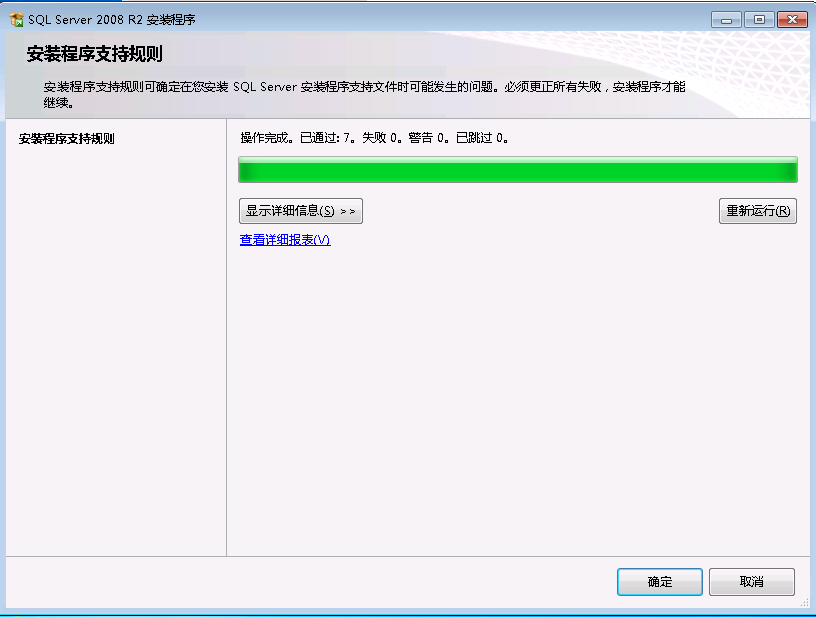 SQL Server 2008 R2 安装程序
安装程序支持规则
安装程序支持规则可确定在您安装 SQL Server 安装程序支持文件时可能发生的问题。必须更正所有失败，安装程序才能
继续。
安装程序支持规则
操作完成。已通过: 7。失败 0。警告 0。已跳过 0。
显示详细信息(S) >>
重新运行(R)
查看详细报表(V)
确定
取消